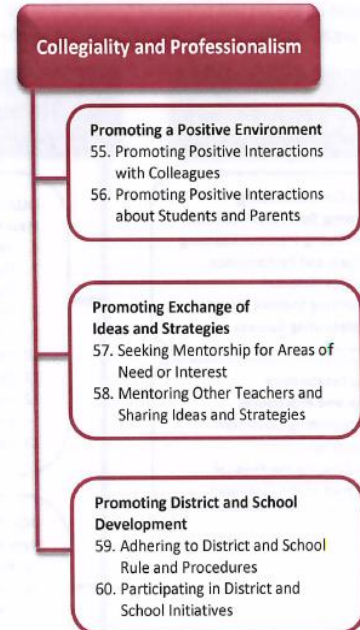 Collegiality and Professionalism
Promoting a Positive Environment
55. Promoting Positive Interactions
with Colleagues
56. Promoting Positive Interactions
about Students and Parents
Promoting Exchange of
Ideas and Strategies
57. Seeking Mentorship for Areas of
Need or Interest
58. Mentoring Other Teachers and
Sharing Ideas and Strategies
Promoting District and School
Development
59. Adhering to District and School
Rule and Procedures
60. Participating in District and
School Initiatives